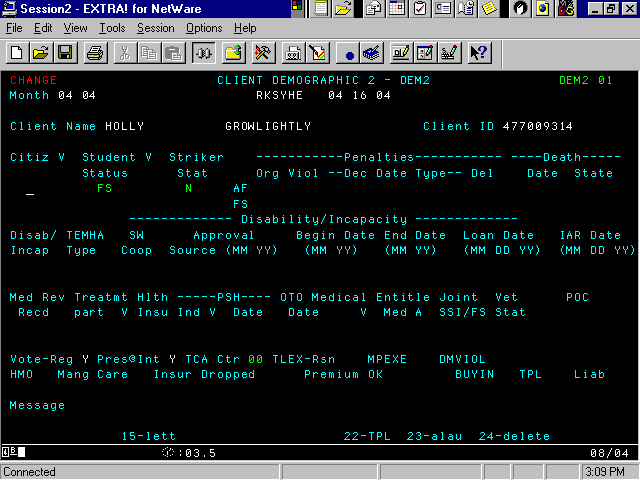 Session2 - EXTRA! for NetWare
File Edit View Tools Session Options Help
CHANGE CLIENT DEMOGRAPHIC 2 - DEM2 DEM2 01
Month 04 04 RKSYHE 04 16 04
Client Name HOLLY GROWLIGHTLY Client ID 477009314
Citiz V Student V Striker -----------Penalties----------- ----Death-----
Status Stat Org Viol --Dec Date Type-- Del Date State
_ FS N AF
FS
------------- Disability/Incapacity -------------
Disab/ TEMHA SW Approval Begin Date End Date Loan Date IAR Date
Incap Type Coop Source (MM YY) (MM YY) (MM YY) (MM DD YY) (MM DD YY)
Med Rev Treatmt Hlth -----PSH---- OTO Medical Entitle Joint Vet POC
Recd part V Insu Ind V Date Date V Med A SSI/FS Stat
Vote-Reg Y Pres@Int Y TCA Ctr 00 TLEX-Rsn MPEXE DMVIOL
HMO Mang Care Insur Dropped Premium OK BUYIN TPL Liab
Message
15-lett 22-TPL 23-alau 24-delete
:03.5 08/04
Connected 3:09 PM